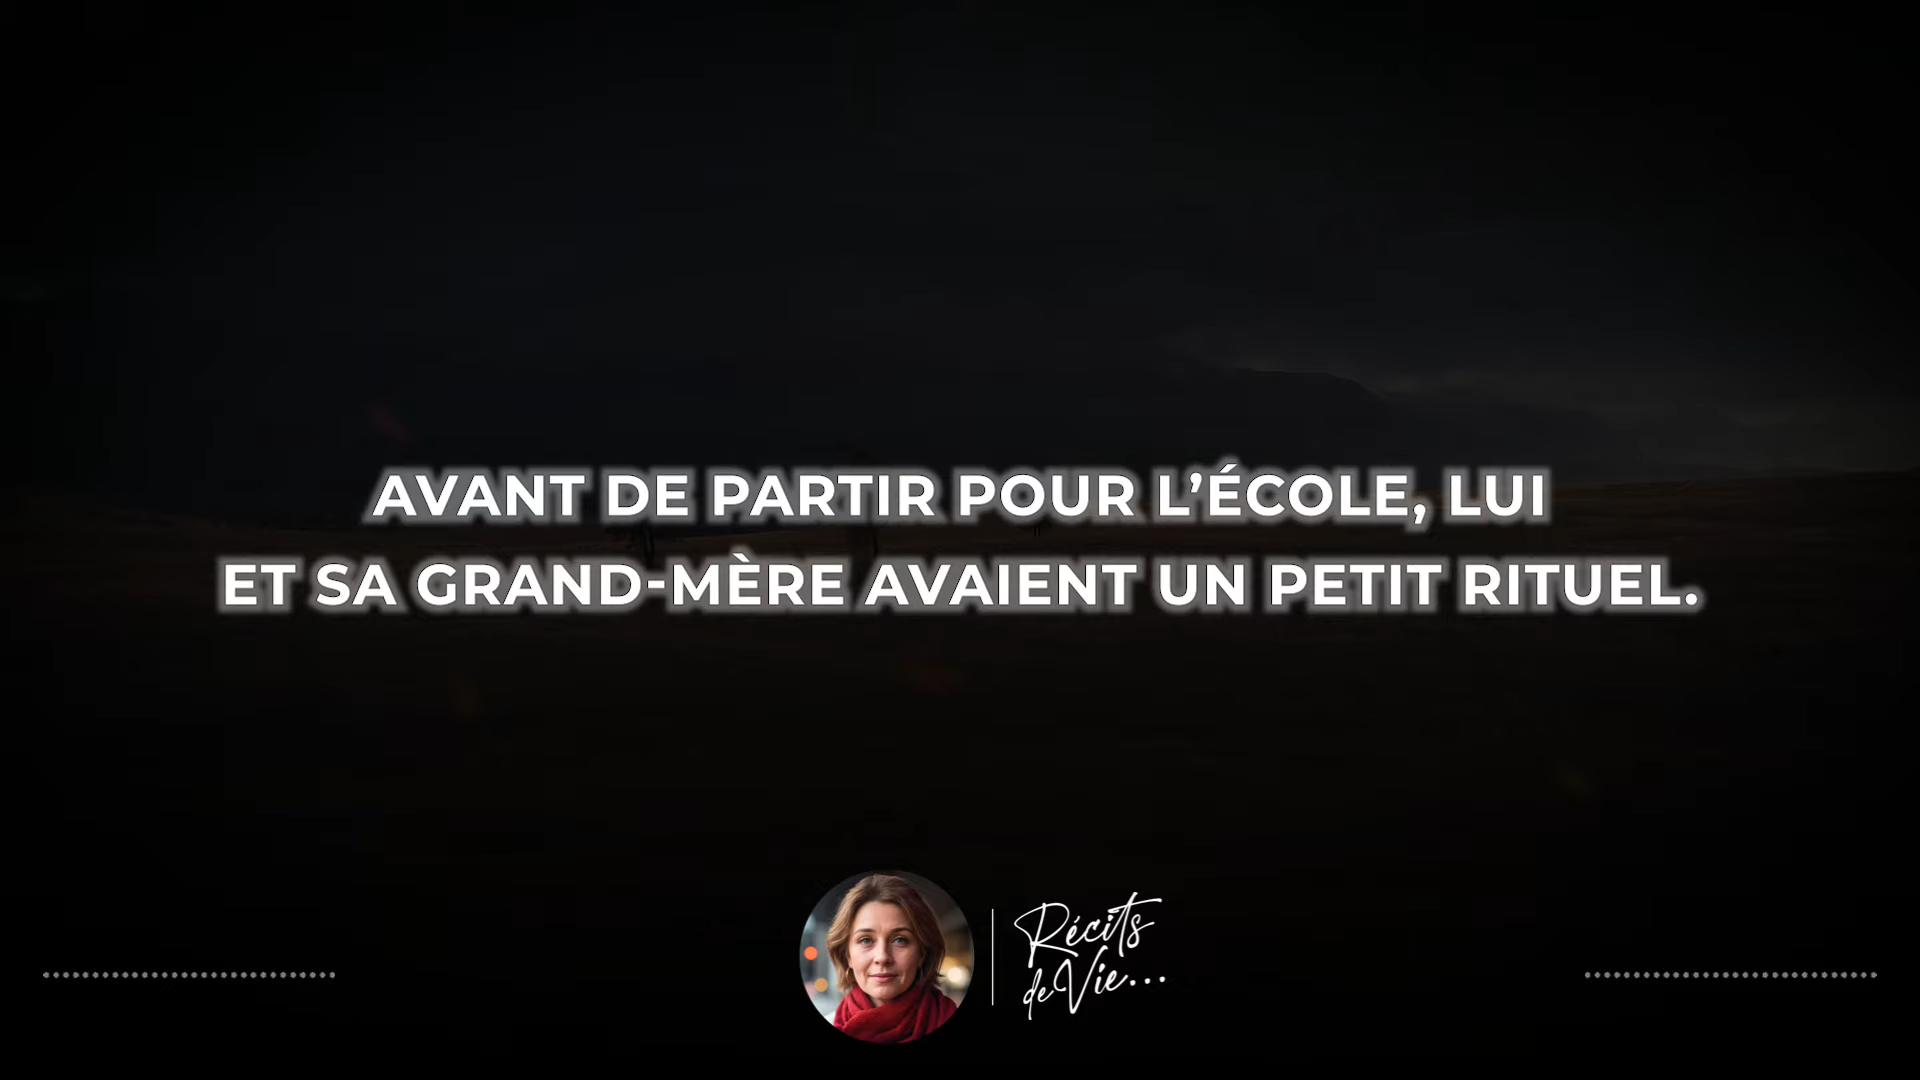 AVANT DE PARTIR POUR L’ÉCOLE, LUI
ET SA GRAND-MÈRE AVAIENT UN PETIT RITUEL.
Récits
de Vie...